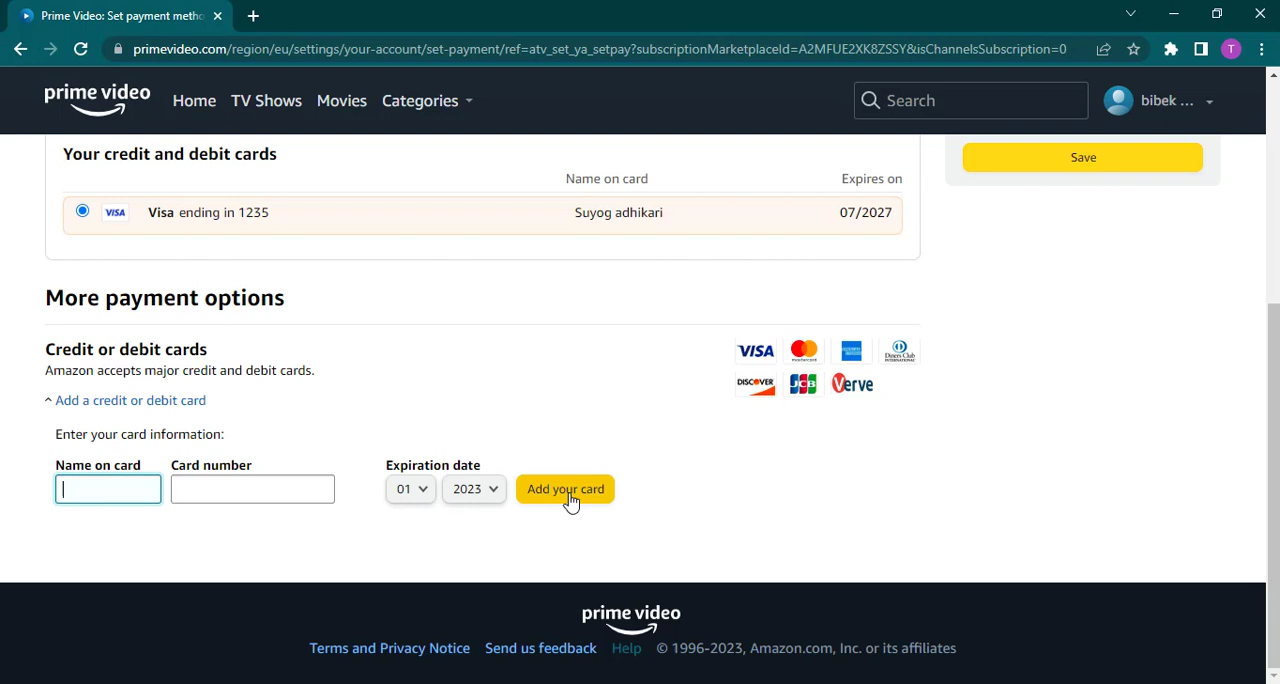 Prime Video: Set payment metho
primevideo.com/region/eu/settings/your-account/set-payment/ref=atv_set_ya_setpay?subscriptionMarketplaceId=A2MFUE2XK8ZSSY&isChannelsSubscription=0
T
prime video
Home TV Shows Movies Categories
Search
bibek ...
Your credit and debit cards
Name on card Expires on
VISA Visa ending in 1235 Suyog adhikari 07/2027
Save
More payment options
Credit or debit cards
Amazon accepts major credit and debit cards.
VISA mastercard Diners Club INTERNATIONAL
DISCOVER JCB Verve
^ Add a credit or debit card
Enter your card information:
Name on card Card number Expiration date
01 2023 Add your card
prime video
Terms and Privacy Notice Send us feedback Help © 1996-2023, Amazon.com, Inc. or its affiliates